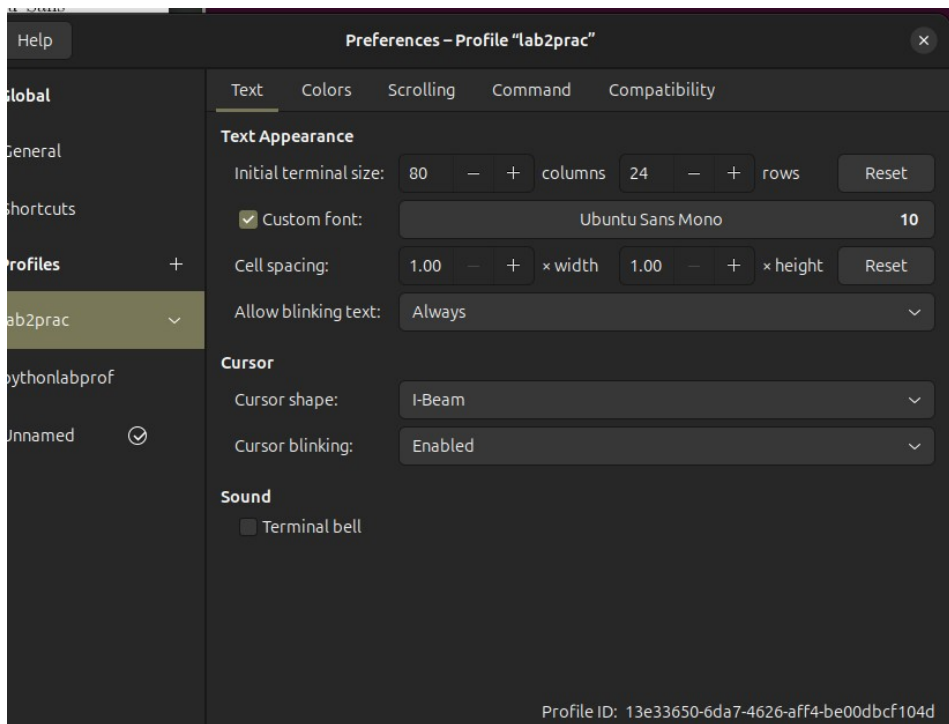 Help
Preferences – Profile “lab2prac”
Global
General
Shortcuts
Profiles
lab2prac
pythonlabprof
Unnamed
Text Colors Scrolling Command Compatibility
Text Appearance
Initial terminal size: 80 – + columns 24 – + rows Reset
Custom font: Ubuntu Sans Mono 10
Cell spacing: 1.00 – + × width 1.00 – + × height Reset
Allow blinking text: Always
Cursor
Cursor shape: I-Beam
Cursor blinking: Enabled
Sound
Terminal bell
Profile ID: 13e33650-6da7-4626-aff4-be00dbcf104d